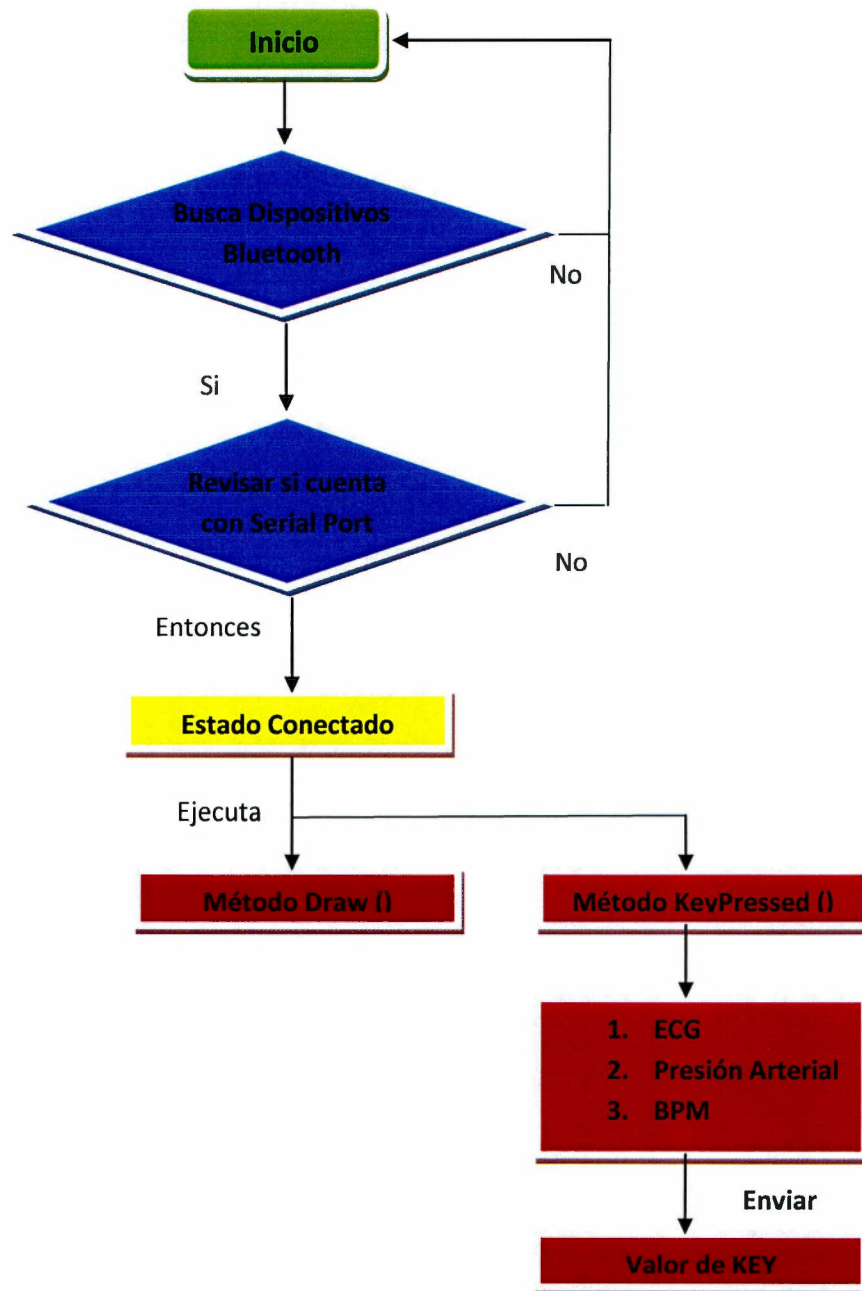 Inicio
Busca Dispositivos
Bluetooth
No
Si
Revisar si cuenta
con Serial Port
No
Entonces
Estado Conectado
Ejecuta
Método Draw ()
Método KeyPressed ()
1. ECG
2. Presión Arterial
3. BPM
Enviar
Valor de KEY